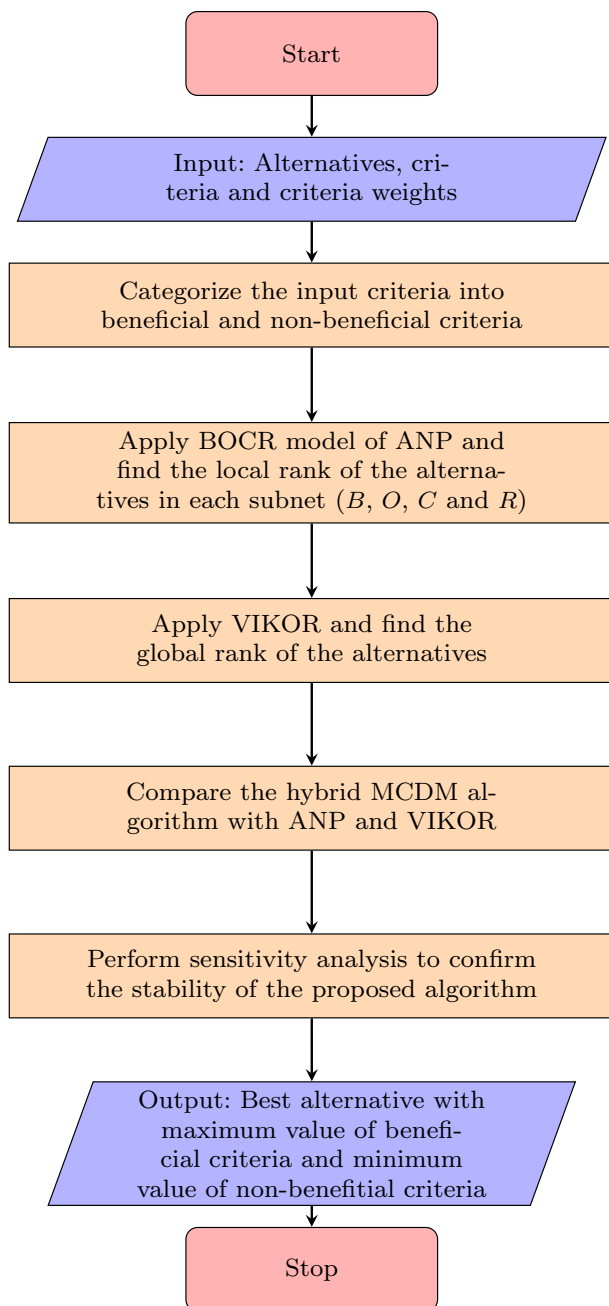 Start
Input: Alternatives, cri-
teria and criteria weights
Categorize the input criteria into
beneficial and non-beneficial criteria
Apply BOCR model of ANP and
find the local rank of the alterna-
tives in each subnet (B, O, C and R)
Apply VIKOR and find the
global rank of the alternatives
Compare the hybrid MCDM al-
gorithm with ANP and VIKOR
Perform sensitivity analysis to confirm
the stability of the proposed algorithm
Output: Best alternative with
maximum value of benefi-
cial criteria and minimum
value of non-benefitial criteria
Stop